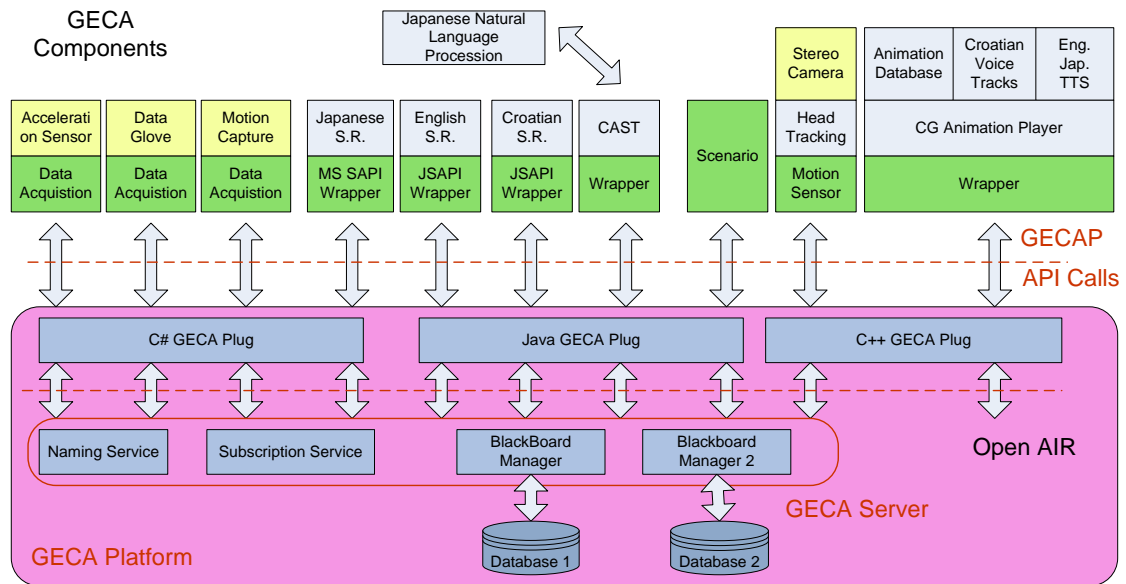 GECA
Components
Japanese Natural
Language
Procession
Stereo
Camera
Animation
Database
Croatian
Voice
Tracks
Eng.
Jap.
TTS
Accelerati
on Sensor
Data
Glove
Motion
Capture
Japanese
S.R.
English
S.R.
Croatian
S.R.
CAST
Scenario
Head
Tracking
CG Animation Player
Data
Acquistion
Data
Acquistion
Data
Acquistion
MS SAPI
Wrapper
JSAPI
Wrapper
JSAPI
Wrapper
Wrapper
Motion
Sensor
Wrapper
GECAP
API Calls
C# GECA Plug
Java GECA Plug
C++ GECA Plug
Naming Service
Subscription Service
BlackBoard
Manager
Blackboard
Manager 2
Open AIR
GECA Server
Database 1
Database 2
GECA Platform